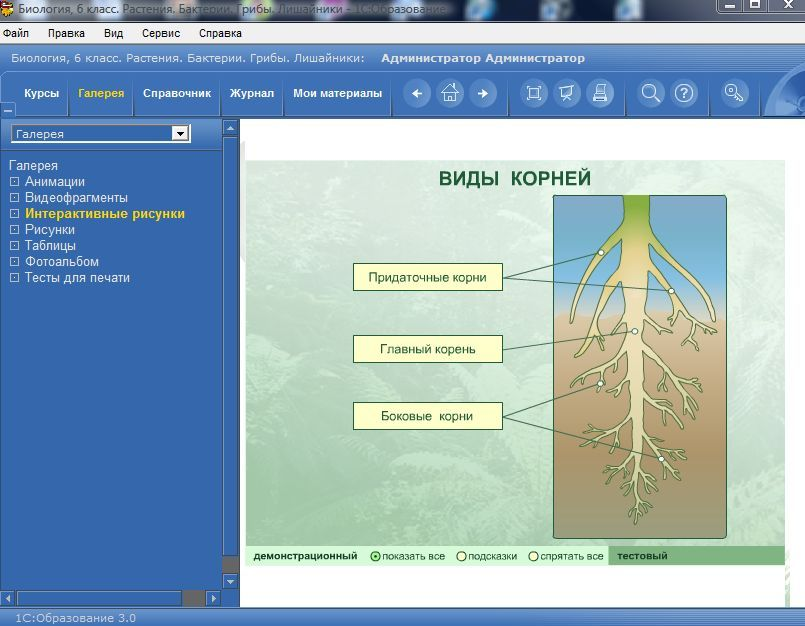 Биология, 6 класс. Растения. Бактерии. Грибы. Лишайники - 1С:Образование
Файл Правка Вид Сервис Справка
Биология, 6 класс. Растения. Бактерии. Грибы. Лишайники: Администратор Администратор
Курсы Галерея Справочник Журнал Мои материалы
Галерея
Галерея
Анимации
Видеофрагменты
Интерактивные рисунки
Рисунки
Таблицы
Фотоальбом
Тесты для печати
ВИДЫ КОРНЕЙ
Придаточные корни
Главный корень
Боковые корни
демонстрационный показать все подсказки спрятать все тестовый
1С:Образование 3.0